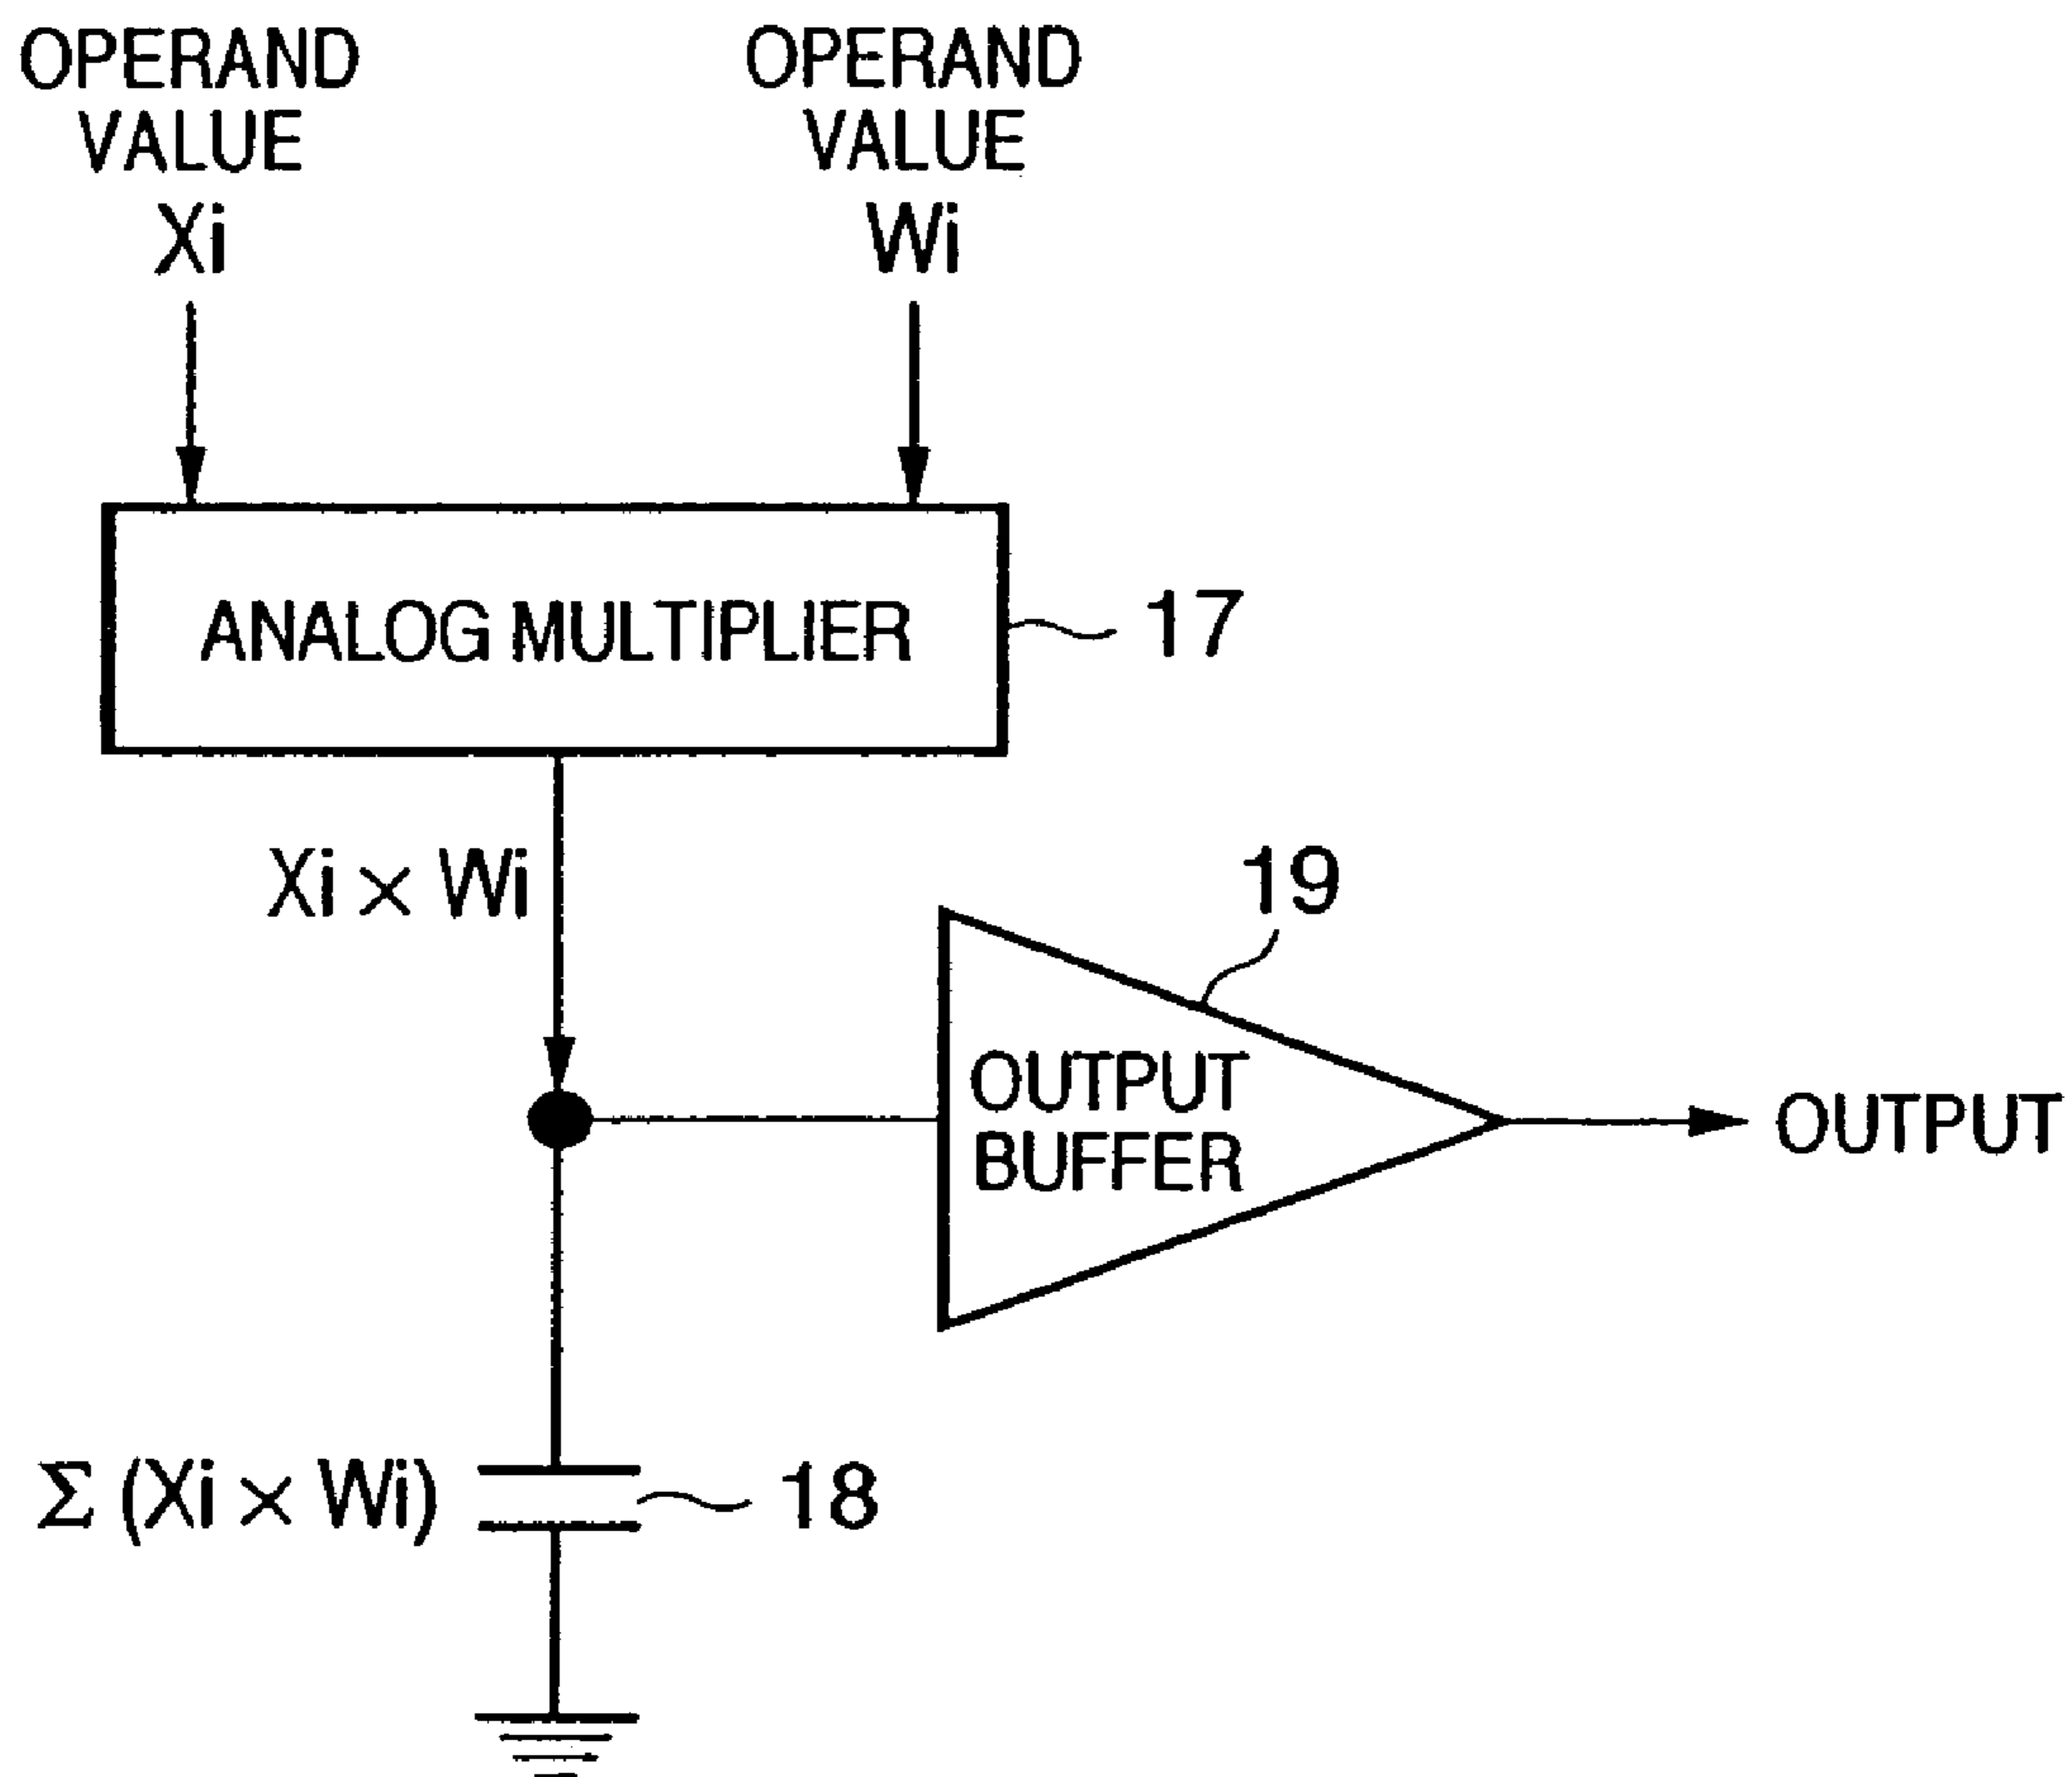 OPERAND
VALUE
Xi
OPERAND
VALUE
Wi
ANALOG MULTIPLIER
17
Xi × Wi
19
OUTPUT
BUFFER
OUTPUT
Σ (Xi × Wi)
18